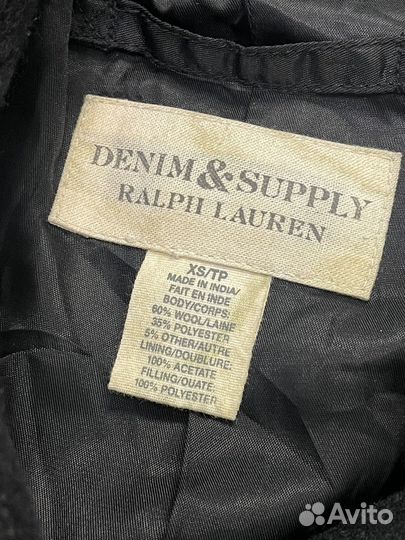 DENIM&SUPPLY
RALPH LAUREN
XS/TP
MADE IN INDIA/
FAIT EN INDE
BODY/CORPS:
60% WOOL/LAINE
35% POLYESTER
5% OTHER/AUTRE
LINING/DOUBLURE:
100% ACETATE
FILLING/OUATE:
100% POLYESTER
Avito